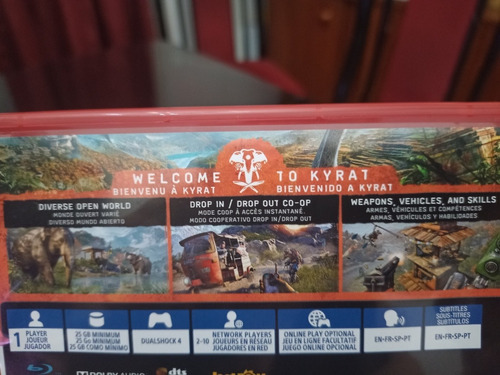 WELCOME TO KYRAT
BIENVENU À KYRAT BIENVENIDO A KYRAT
DIVERSE OPEN WORLD
MONDE OUVERT VARIÉ
DIVERSO MUNDO ABIERTO
DROP IN / DROP OUT CO-OP
MODE COOP À ACCÈS INSTANTANÉ
MODO COOPERATIVO DROP IN/DROP OUT
WEAPONS, VEHICLES, AND SKILLS
ARMES, VÉHICULES ET COMPÉTENCES
ARMAS, VEHÍCULOS Y HABILIDADES
1 PLAYER
JOUEUR
JUGADOR
25 GB MINIMUM
25 Go MINIMUM
25 GB COMO MÍNIMO
DUALSHOCK 4
2-10 NETWORK PLAYERS
JOUEURS EN RÉSEAU
JUGADORES EN RED
ONLINE PLAY OPTIONAL
JEU EN LIGNE FACULTATIF
JUEGO ONLINE OPCIONAL
EN•FR•SP•PT
SUBTITLES
SOUS-TITRES
SUBTÍTULOS
EN•FR•SP•PT
DOLBY AUDIO
dts